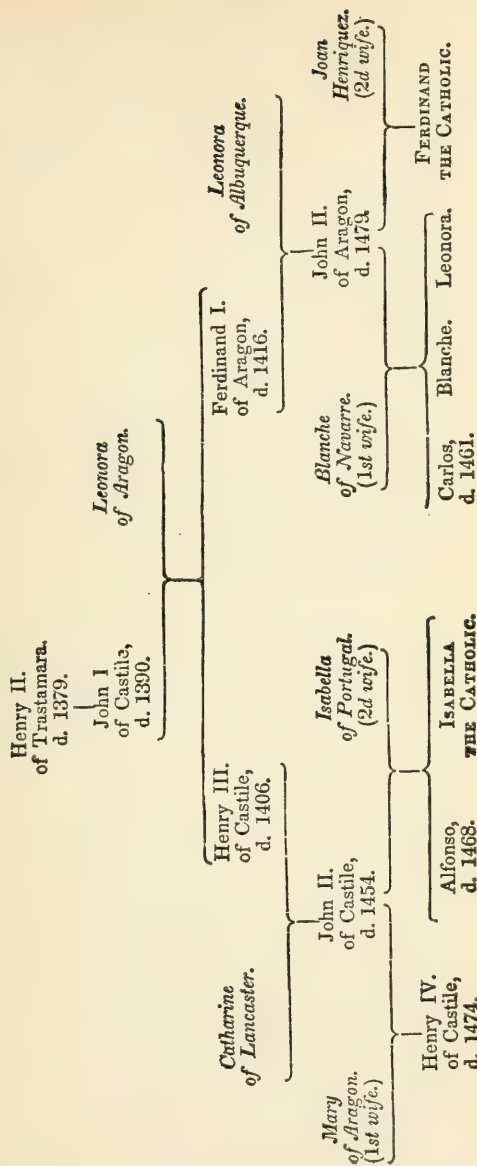 Henry II.
of Trastamara.
d. 1379.
John I
of Castile,
d. 1390.
Leonora
of Aragon.
Henry III.
of Castile,
d. 1406.
Catharine
of Lancaster.
Ferdinand I.
of Aragon,
d. 1416.
Leonora
of Albuquerque.
Mary
of Aragon.
(1st wife.)
John II.
of Castile,
d. 1454.
Isabella
of Portugal.
(2d wife.)
Blanche
of Navarre.
(1st wife.)
John II.
of Aragon,
d. 1479.
Joan
Henriquez.
(2d wife.)
Henry IV.
of Castile,
d. 1474.
Alfonso,
d. 1468.
ISABELLA
THE CATHOLIC.
Carlos,
d. 1461.
Blanche.
Leonora.
FERDINAND
THE CATHOLIC.